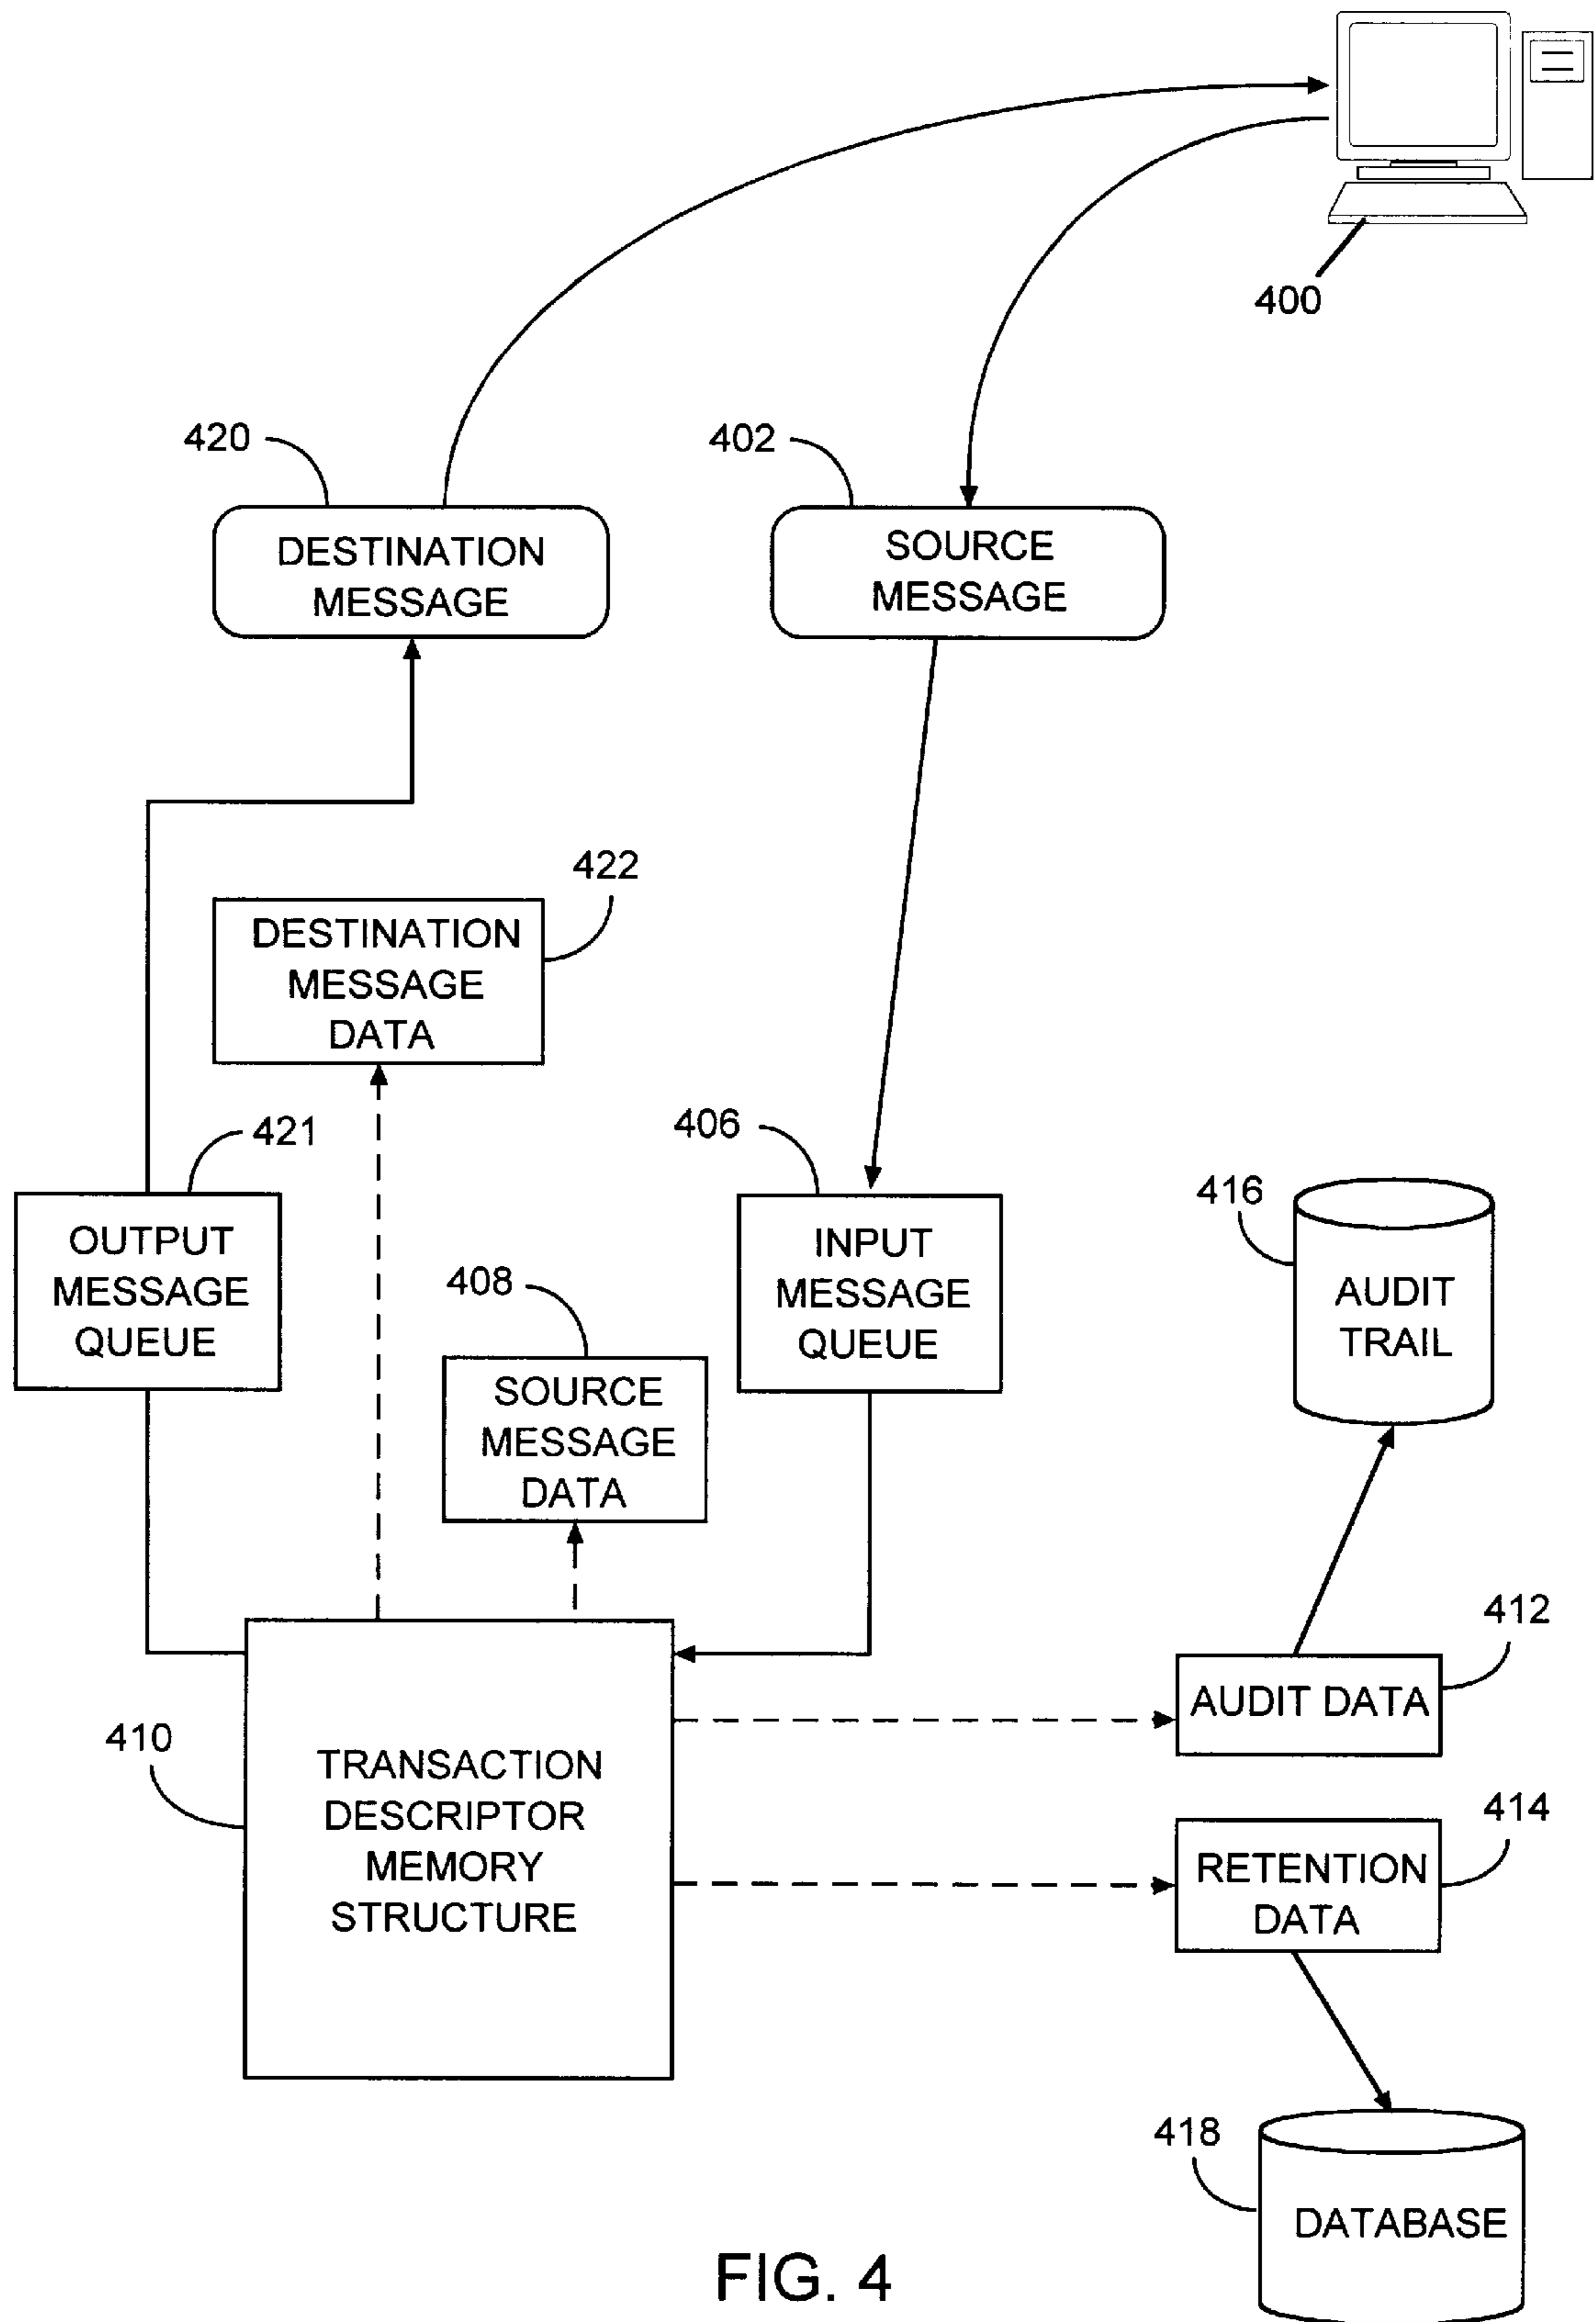 400
420
402
DESTINATION
MESSAGE
SOURCE
MESSAGE
422
DESTINATION
MESSAGE
DATA
421
406
OUTPUT
MESSAGE
QUEUE
408
INPUT
MESSAGE
QUEUE
416
AUDIT
TRAIL
SOURCE
MESSAGE
DATA
412
AUDIT DATA
410
TRANSACTION
DESCRIPTOR
MEMORY
STRUCTURE
414
RETENTION
DATA
418
DATABASE
FIG. 4